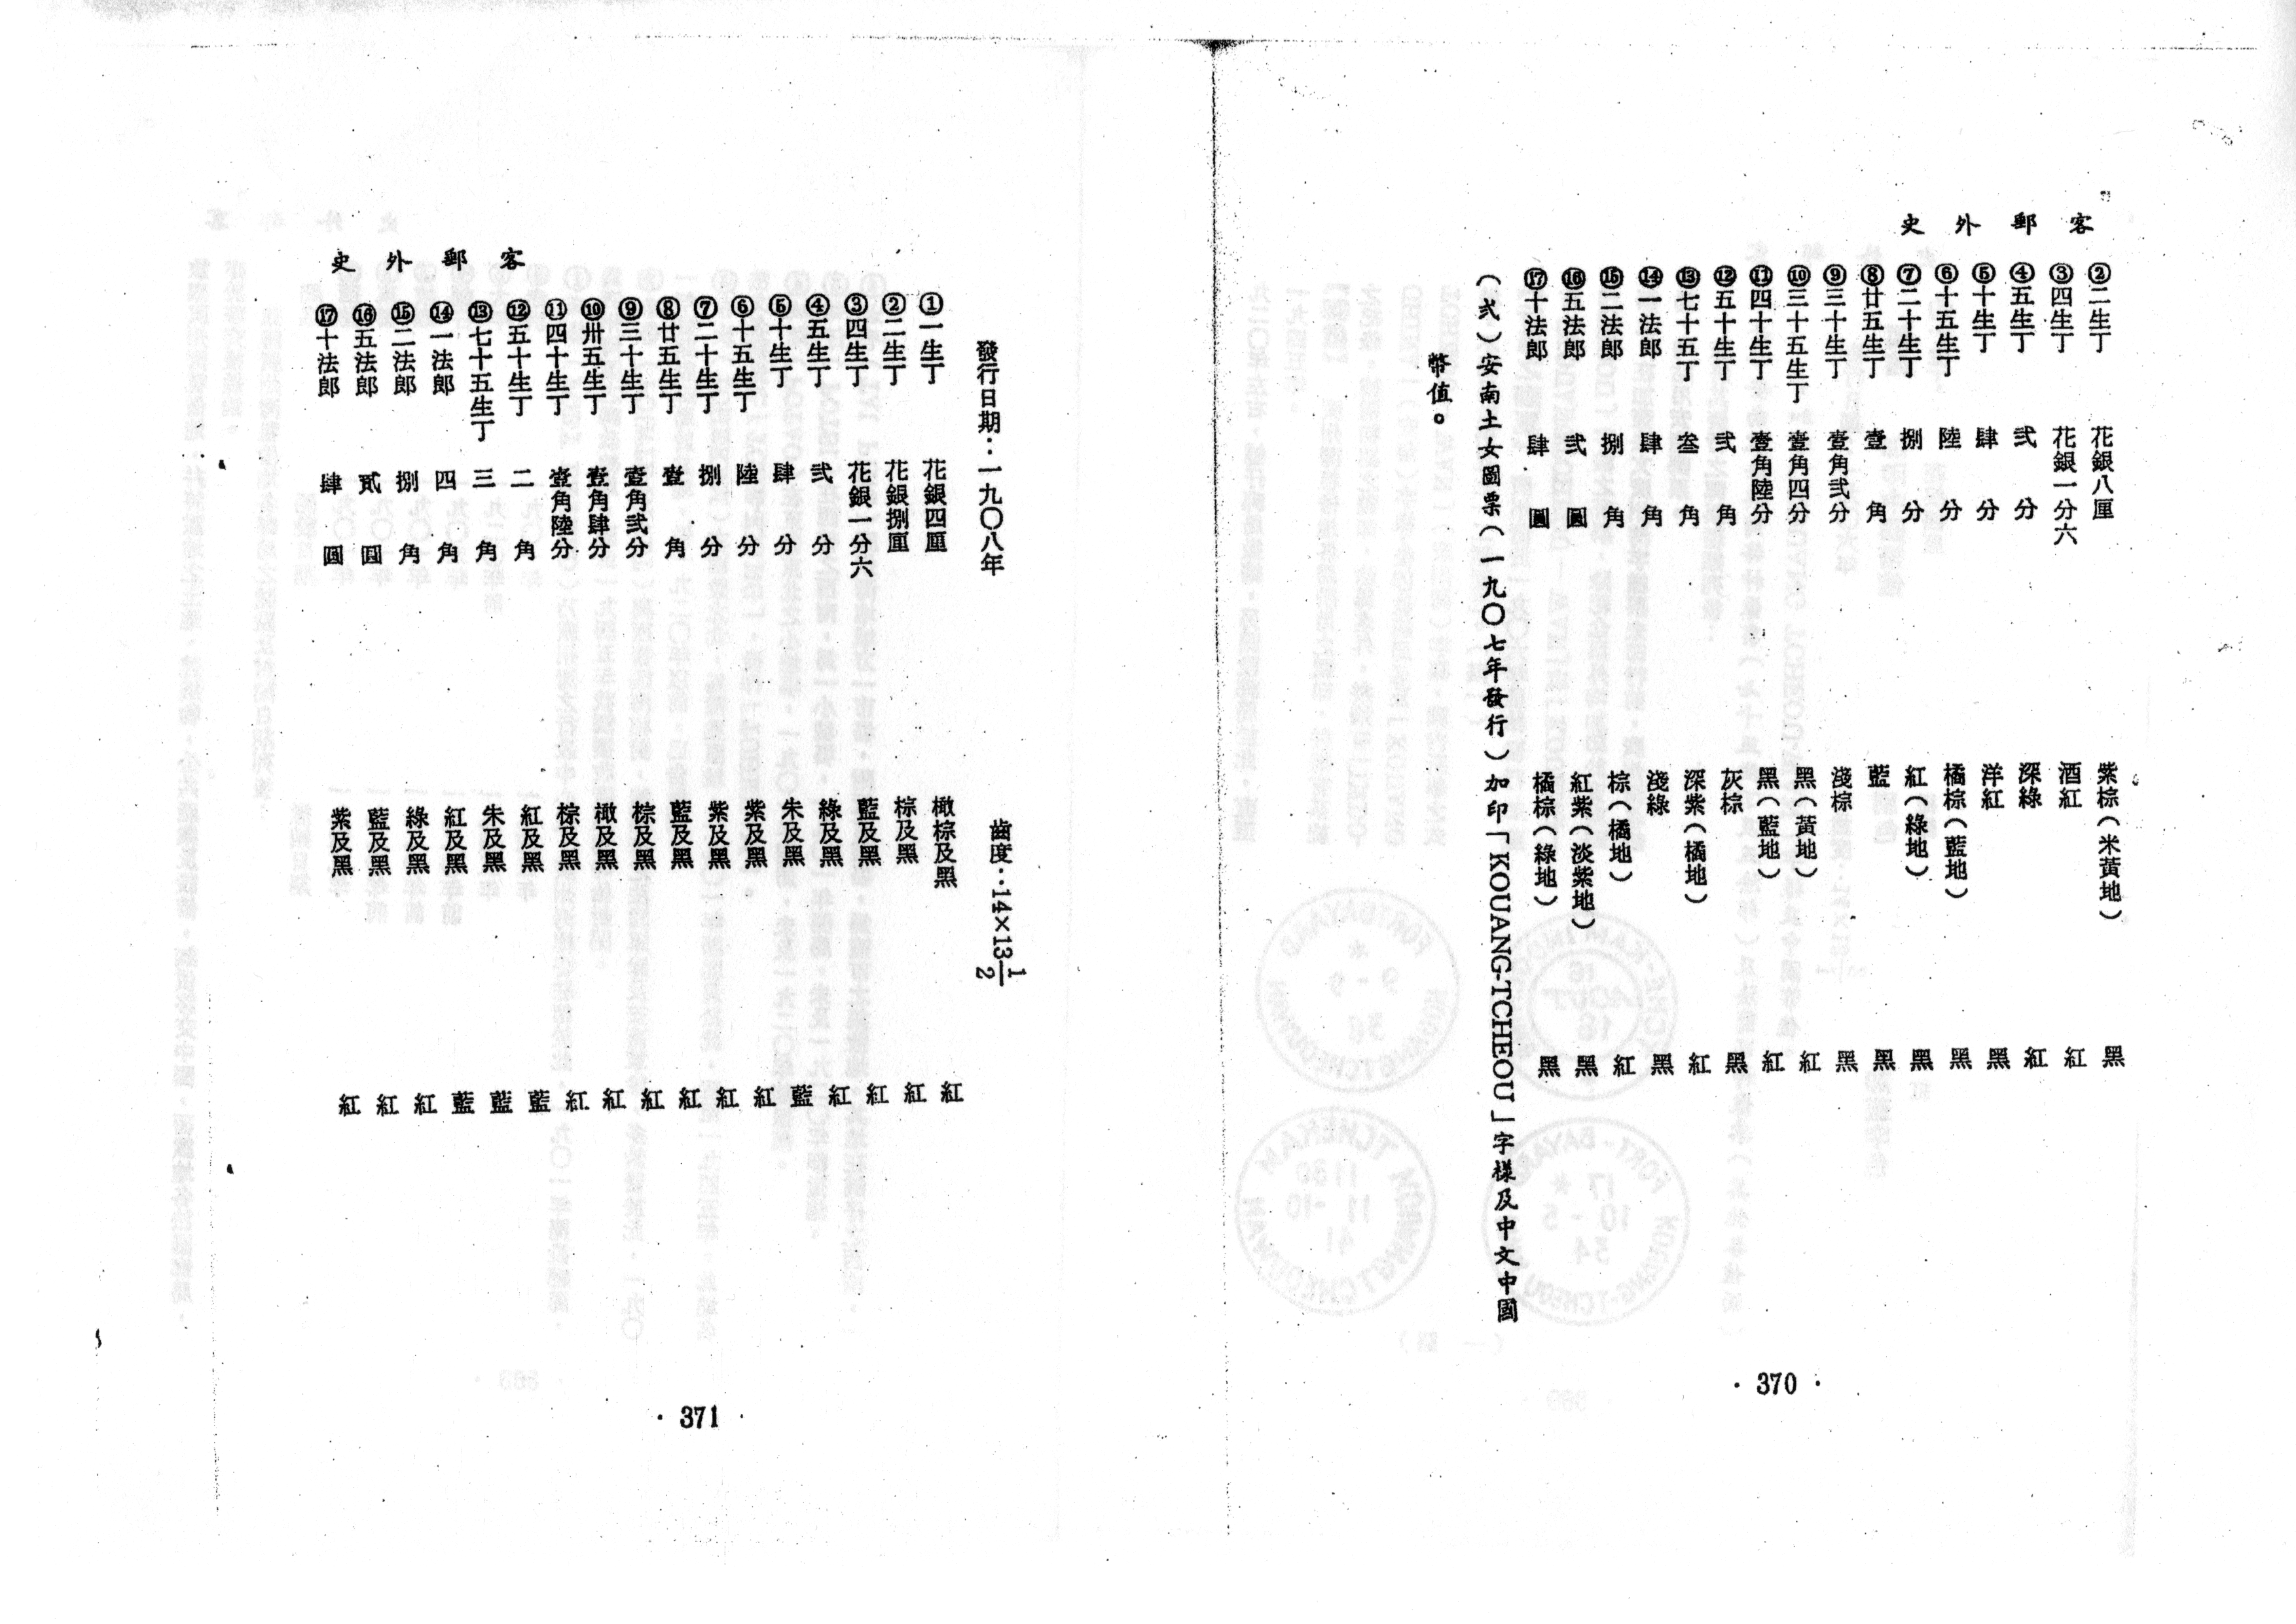 客郵外史
②二生丁 花銀八厘 紫棕（米黃地） 黑
③四生丁 花銀一分六 酒紅 紅
④五生丁 弍分 深綠 紅
⑤十生丁 肆分 洋紅 黑
⑥十五生丁 陸分 橘棕（藍地） 黑
⑦二十生丁 捌分 紅（綠地） 黑
⑧廿五生丁 壹角 藍 黑
⑨三十生丁 壹角弍分 淺棕 黑
⑩三十五生丁 壹角四分 黑（黃地） 紅
⑪四十生丁 壹角陸分 黑（藍地） 紅
⑫五十生丁 弍角 灰棕 黑
⑬七十五丁 叁角 深紫（橘地） 紅
⑭一法郎 肆角 淺綠 黑
⑮二法郎 捌角 棕（橘地） 紅
⑯五法郎 弍圓 紅紫（淡紫地） 黑
⑰十法郎 肆圓 橘棕（綠地） 黑
（弍）安南土女圖票（一九〇七年發行）加印「KOUANG-TCHEOU」字樣及中文中國
幣值。
·370·
發行日期：一九〇八年 齒度：14×13½
①一生丁 花銀四厘 橄棕及黑 紅
②二生丁 花銀捌厘 棕及黑 紅
③四生丁 花銀一分六 藍及黑 紅
④五生丁 弍分 綠及黑 紅
⑤十生丁 肆分 朱及黑 藍
⑥十五生丁 陸分 紫及黑 紅
⑦二十生丁 捌分 紫及黑 紅
⑧廿五生丁 壹角 藍及黑 紅
⑨三十生丁 壹角弍分 棕及黑 紅
⑩卅五生丁 壹角肆分 橄及黑 紅
⑪四十生丁 壹角陸分 棕及黑 紅
⑫五十生丁 二角 紅及黑 藍
⑬七十五生丁 三角 朱及黑 藍
⑭一法郎 四角 紅及黑 藍
⑮二法郎 捌角 綠及黑 紅
⑯五法郎 貳圓 藍及黑 紅
⑰十法郎 肆圓 紫及黑 紅
客郵外史
·371·